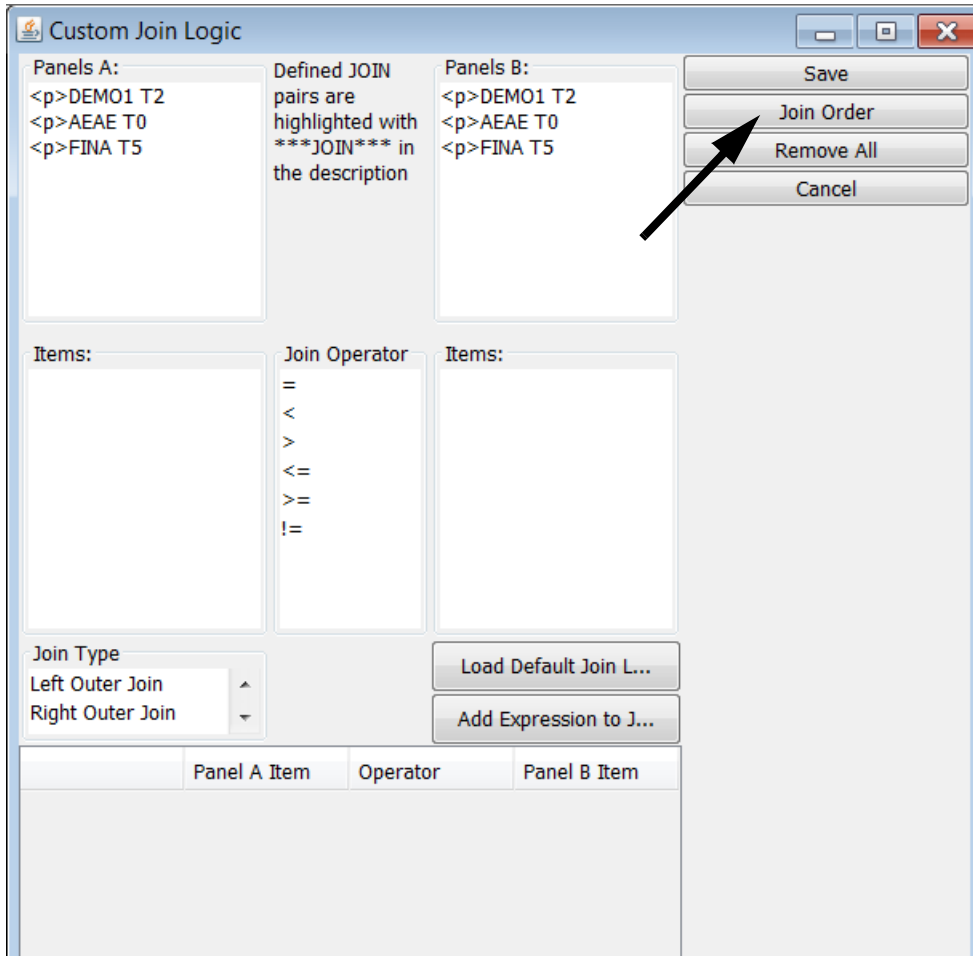 Custom Join Logic
Panels A:
<p>DEMO1 T2
<p>AEAE T0
<p>FINA T5
Defined JOIN
pairs are
highlighted with
***JOIN*** in
the description
Panels B:
<p>DEMO1 T2
<p>AEAE T0
<p>FINA T5
Save
Join Order
Remove All
Cancel
Items:
Join Operator
=
<
>
<=
>=
!=
Items:
Join Type
Left Outer Join
Right Outer Join
Load Default Join L...
Add Expression to J...
Panel A Item
Operator
Panel B Item